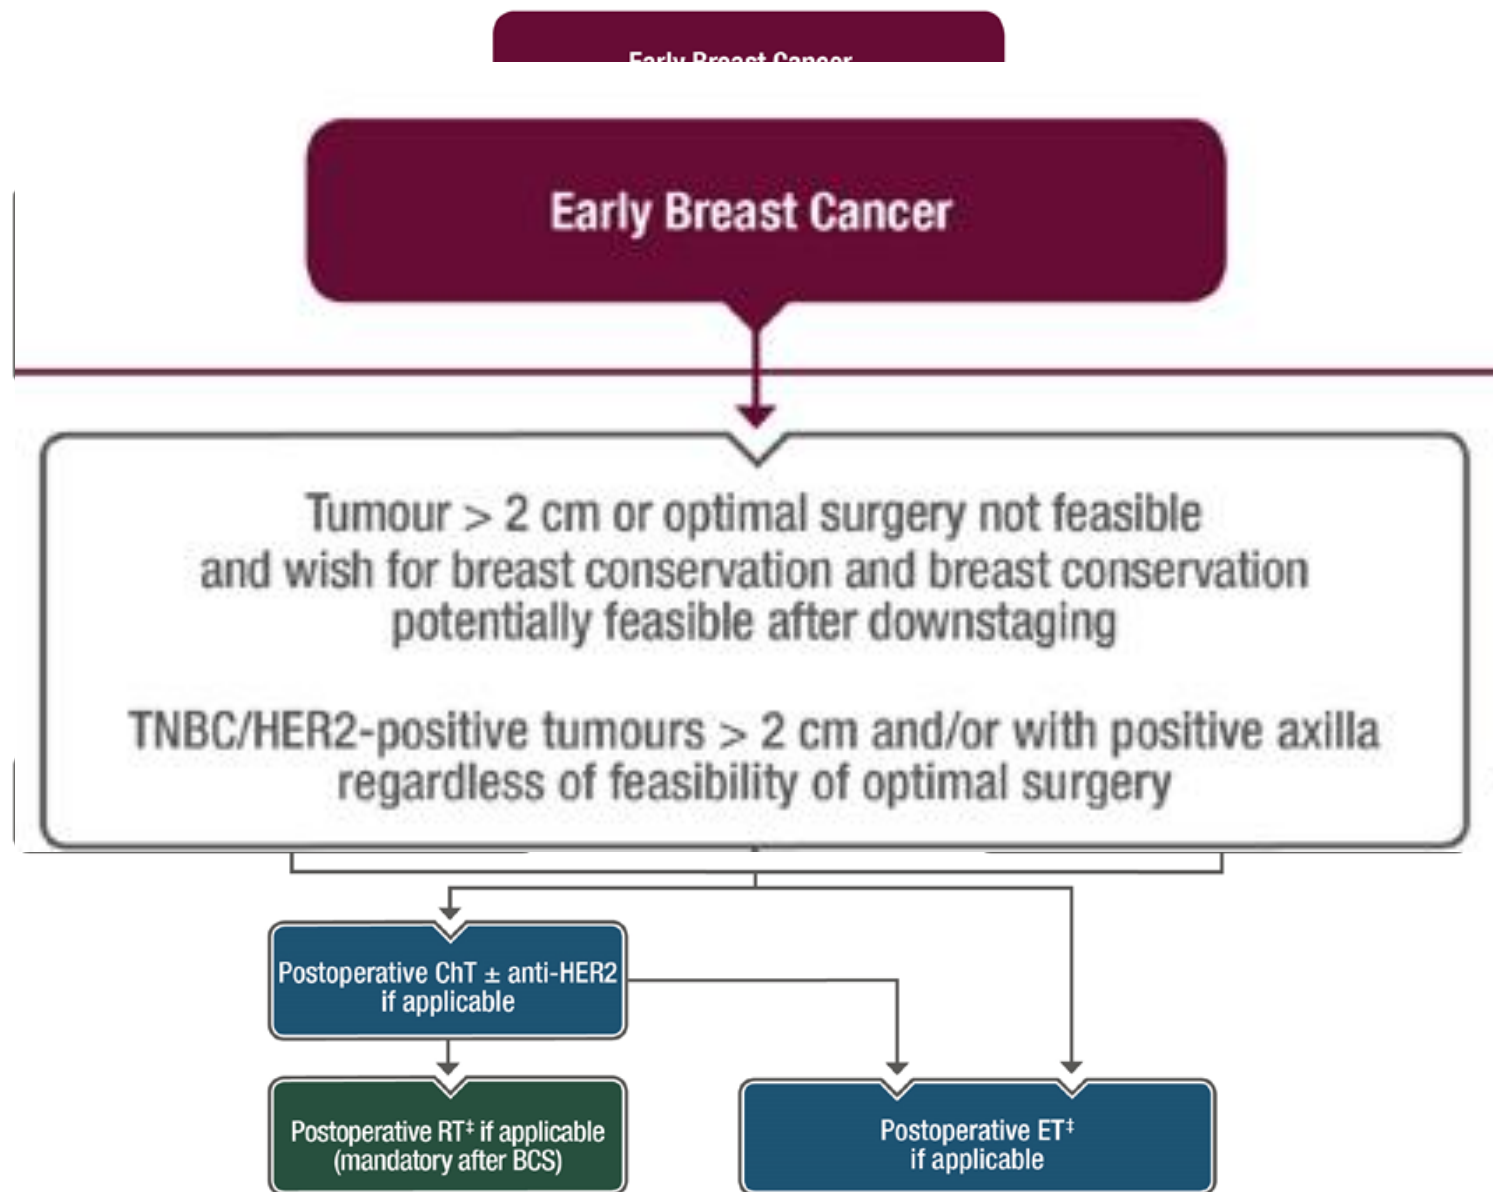 Early Breast Cancer
Early Breast Cancer
Tumour > 2 cm or optimal surgery not feasible
and wish for breast conservation and breast conservation
potentially feasible after downstaging
TNBC/HER2-positive tumours > 2 cm and/or with positive axilla
regardless of feasibility of optimal surgery
Postoperative ChT ± anti-HER2
if applicable
Postoperative RT‡ if applicable
(mandatory after BCS)
Postoperative ET‡
if applicable